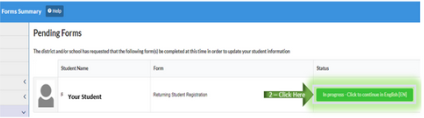 Forms Summary Help
Pending Forms
The district and/or school has requested that the following form(s) be completed at this time in order to update your student information
Student Name Form Status
Your Student Returning Student Registration 2 – Click Here In progress - Click to continue in English [EN]